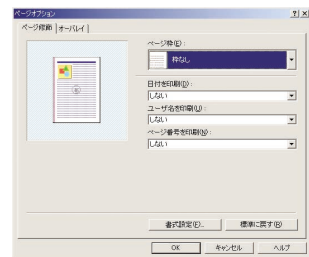 ページオプション
ページ修飾 オーバレイ
ページ枠(E):
枠なし
日付を印刷(D):
しない
ユーザ名を印刷(U):
しない
ページ番号を印刷(N):
しない
書式設定(F)... 標準に戻す(R)
OK キャンセル ヘルプ